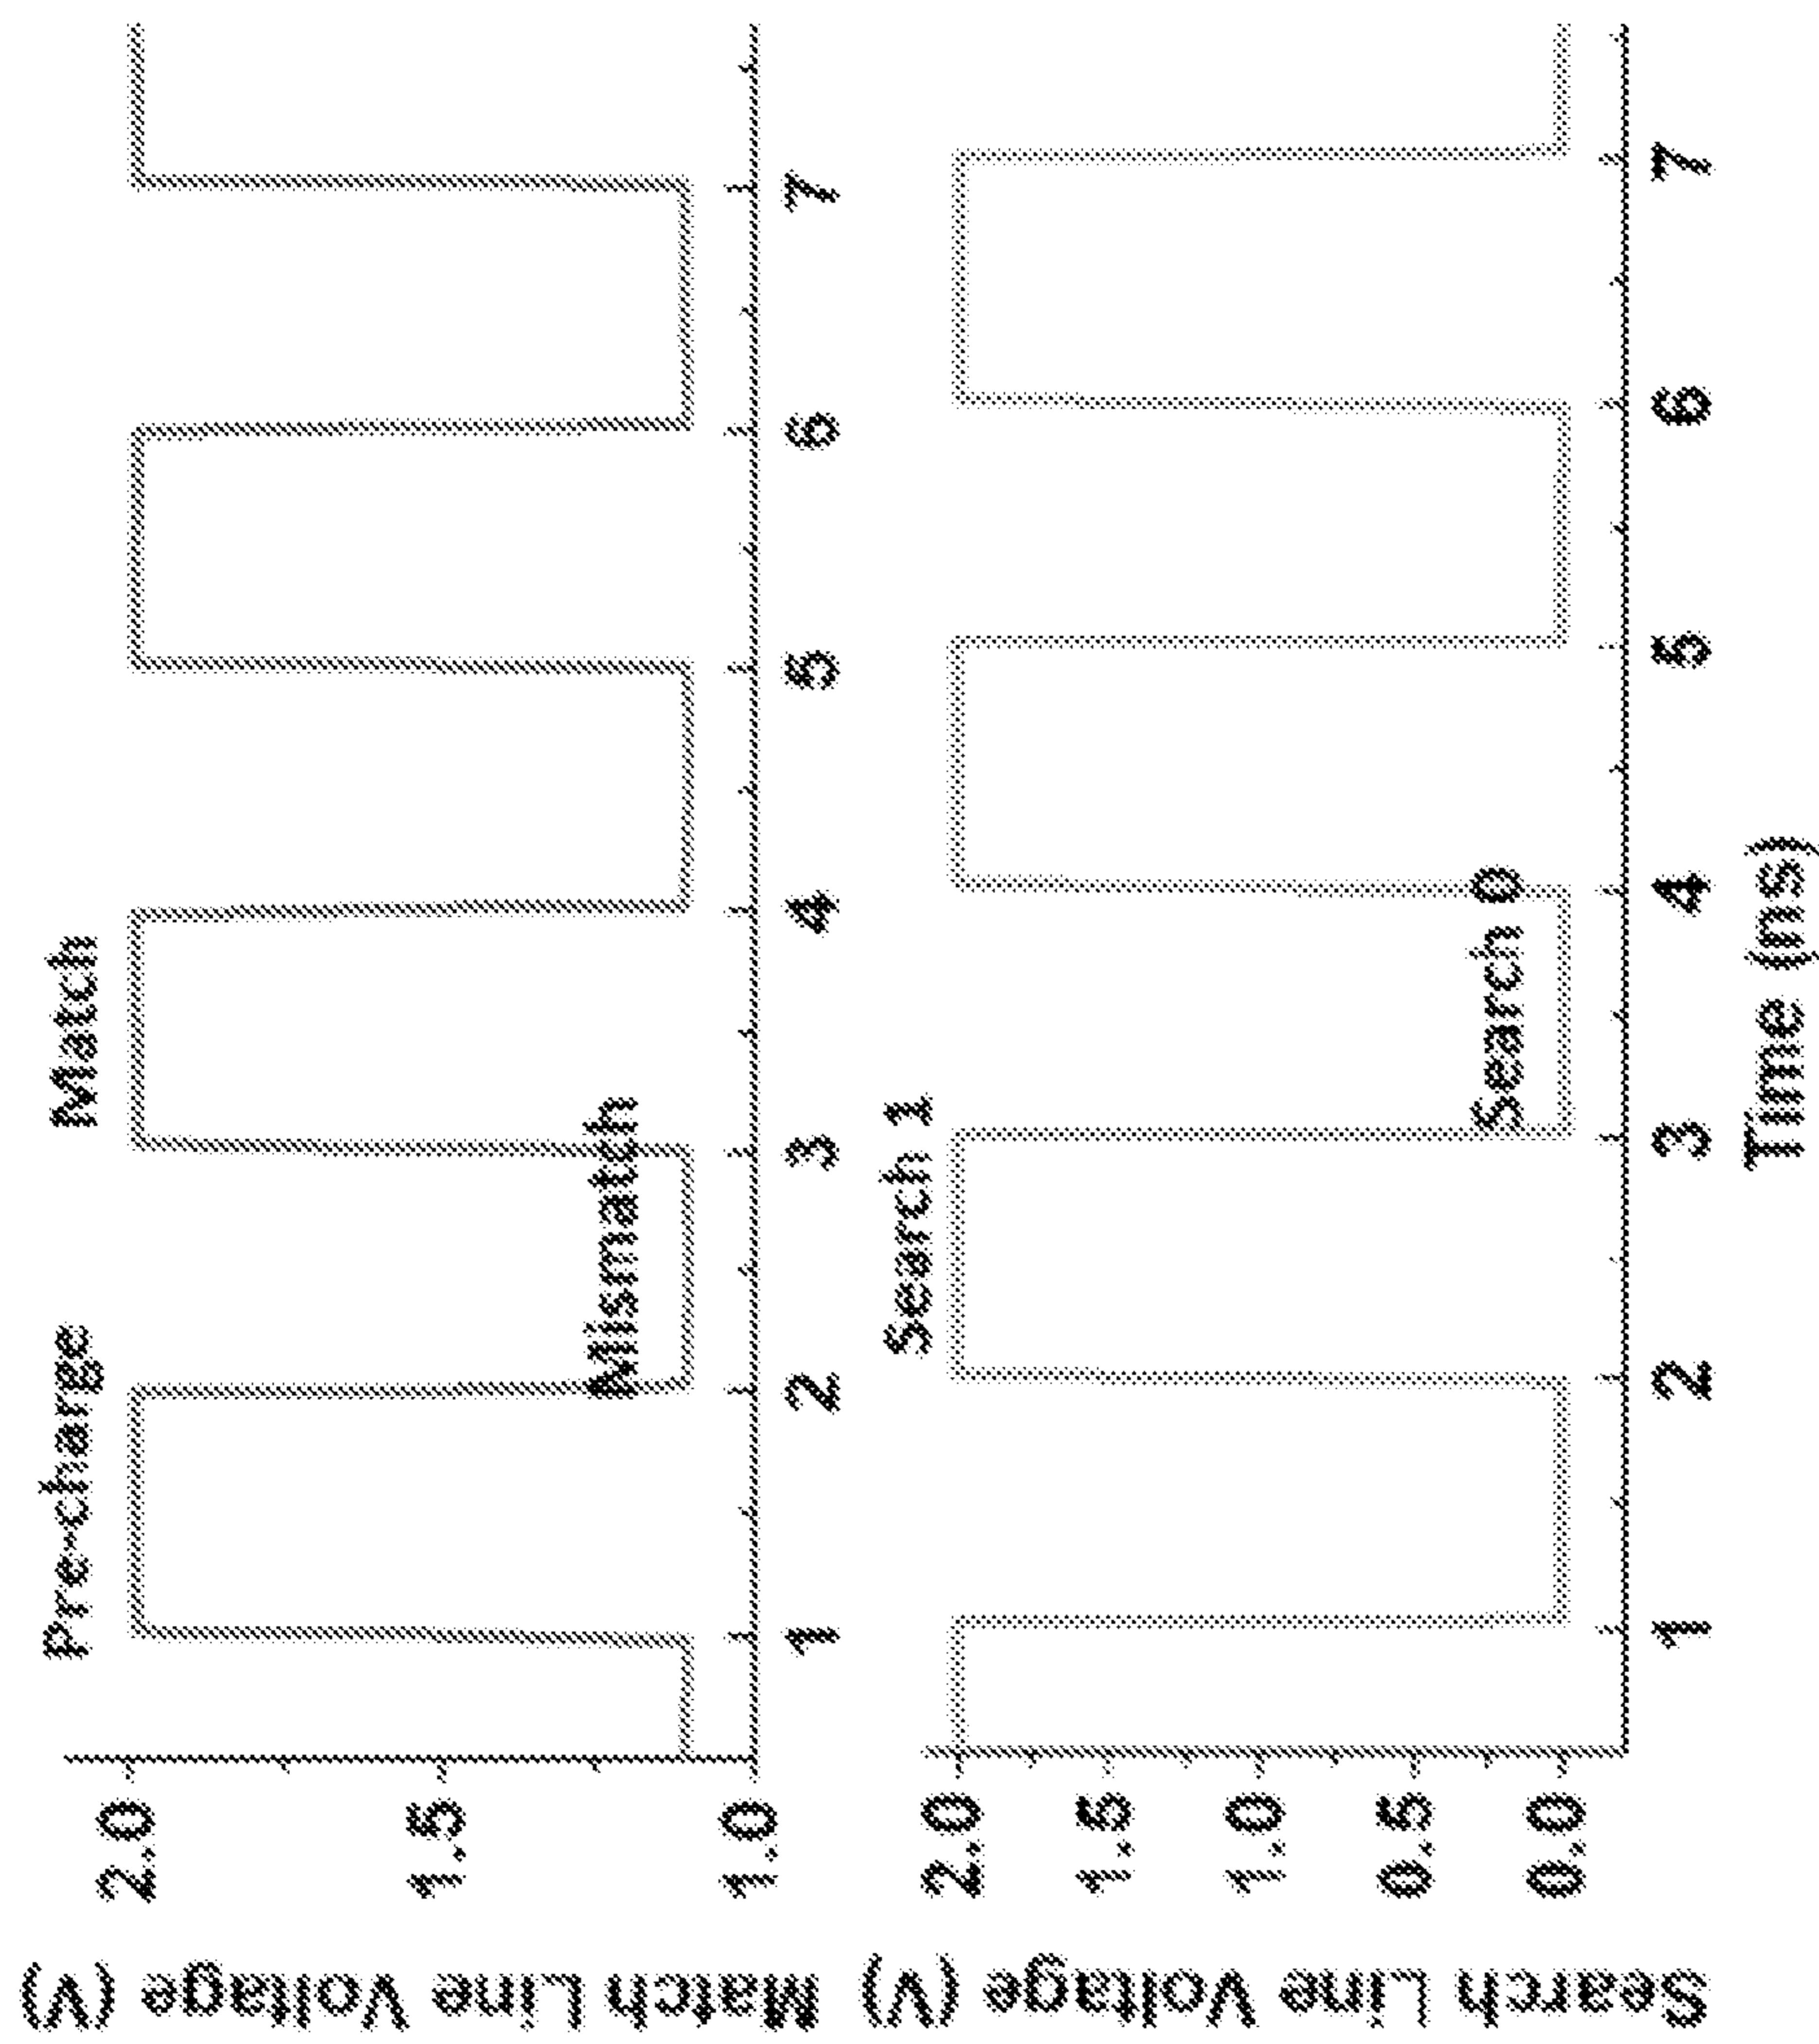 Match Line Voltage (V)
2.0
1.5
1.0
Pre-charge
Match
Mismatch
1 2 3 4 5 6 7
Search Line Voltage (V)
2.0
1.5
1.0
0.5
0.0
Search 1
Search 0
1 2 3 4 5 6 7
Time (ns)